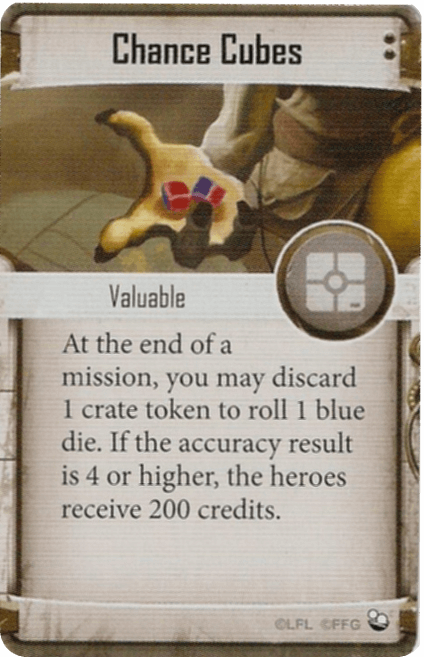 Chance Cubes
Valuable
At the end of a
mission, you may discard
1 crate token to roll 1 blue
die. If the accuracy result
is 4 or higher, the heroes
receive 200 credits.
©LFL ©FFG